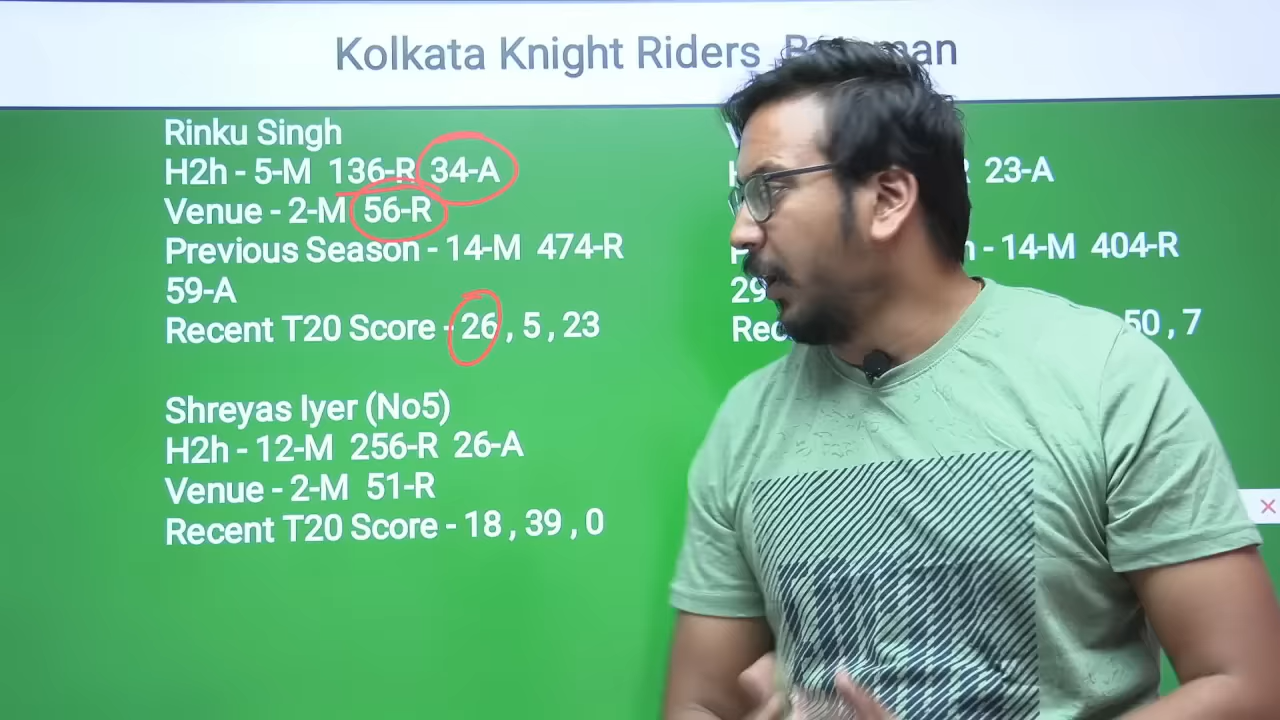 Kolkata Knight Riders
Rinku Singh
H2h - 5-M 136-R 34-A
Venue - 2-M 56-R
Previous Season - 14-M 474-R
59-A
Recent T20 Score - 26 , 5 , 23
Shreyas Iyer (No5)
H2h - 12-M 256-R 26-A
Venue - 2-M 51-R
Recent T20 Score - 18 , 39 , 0
23-A
- 14-M 404-R
50 , 7